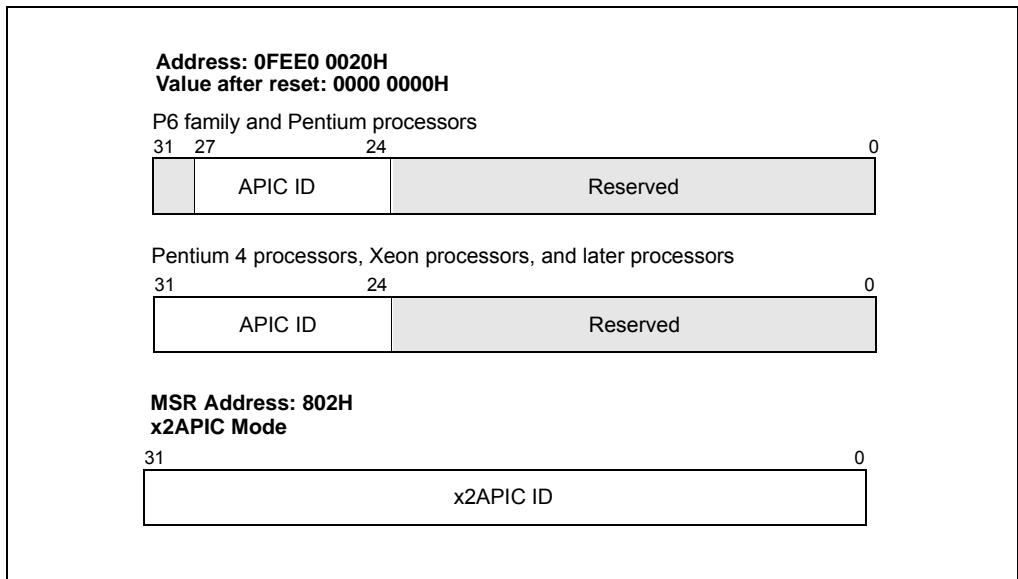 Address: 0FEE0 0020H
Value after reset: 0000 0000H
P6 family and Pentium processors
31 27 24 0
APIC ID Reserved
Pentium 4 processors, Xeon processors, and later processors
31 24 0
APIC ID Reserved
MSR Address: 802H
x2APIC Mode
31 0
x2APIC ID